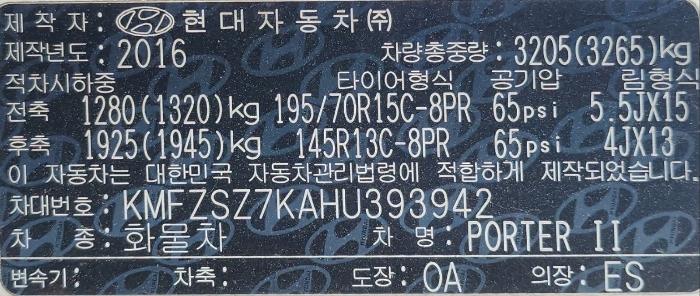 제 작 자: 현대자동차㈜
제작년도: 2016 차량총중량: 3205(3265)kg
적차시하중 타이어형식 공기압 림형식
전축 1280(1320)kg 195/70R15C-8PR 65psi 5.5JX15
후축 1925(1945)kg 145R13C-8PR 65psi 4JX13
이 자동차는 대한민국 자동차관리법령에 적합하게 제작되었습니다.
차대번호: KMFZSZ7KAHU393942
차 종: 화물차 차 명: PORTER II
변속기: 차축: 도장: OA 의장: ES